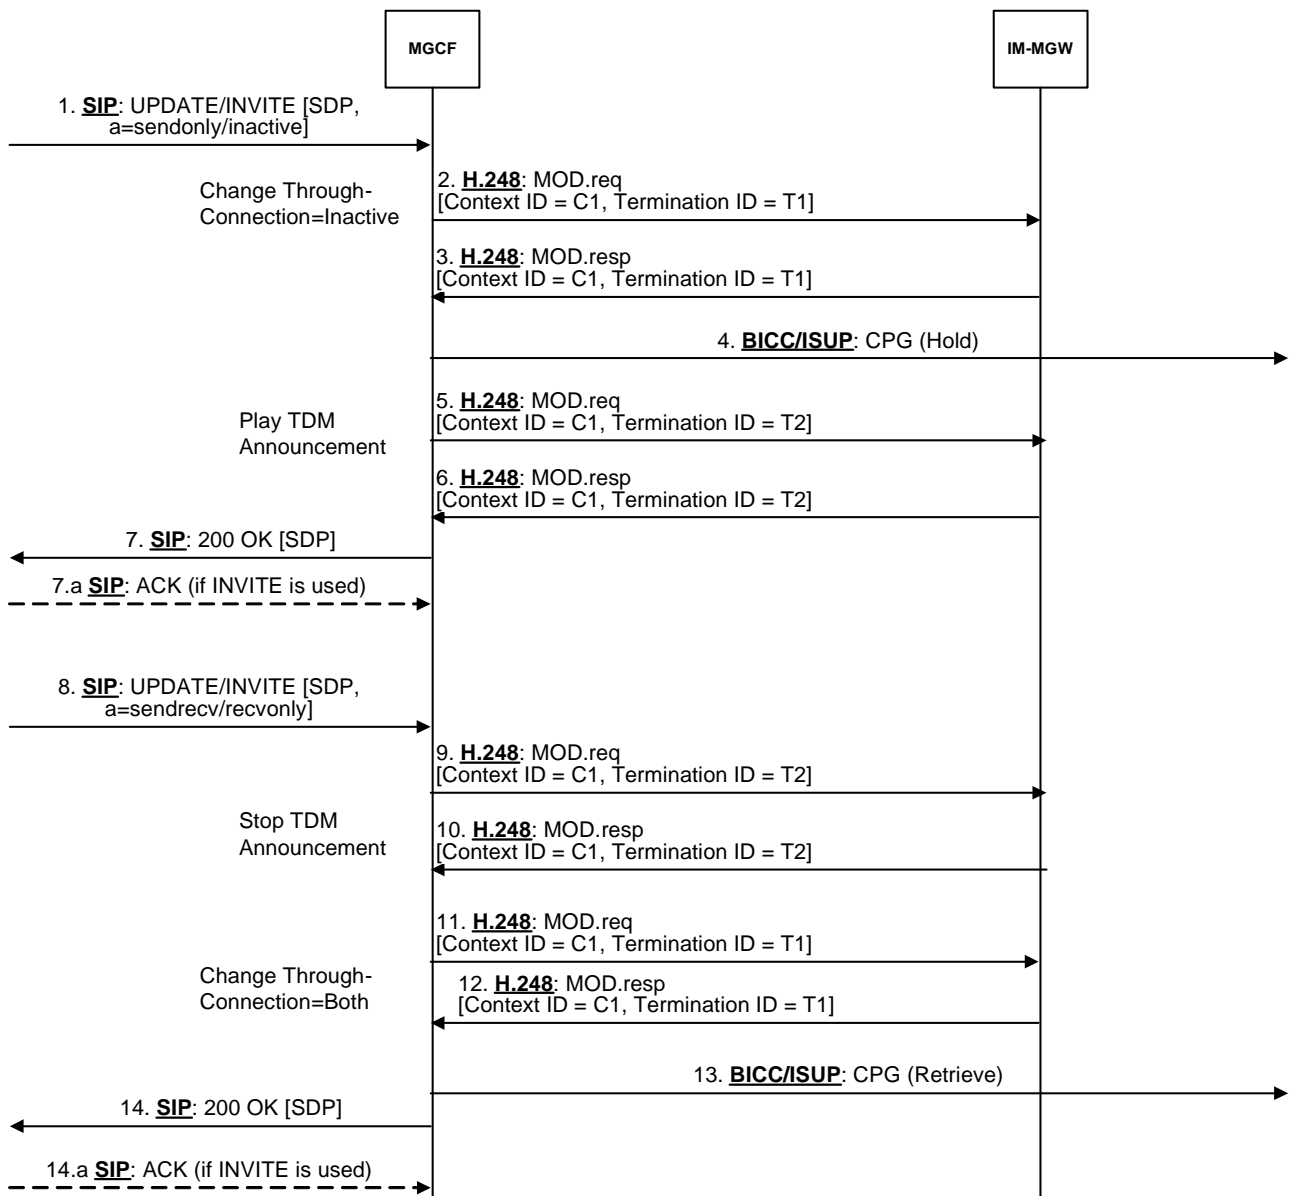 MGCF
IM-MGW
1. SIP: UPDATE/INVITE [SDP,
a=sendonly/inactive]
Change Through-
Connection=Inactive
2. H.248: MOD.req
[Context ID = C1, Termination ID = T1]
3. H.248: MOD.resp
[Context ID = C1, Termination ID = T1]
4. BICC/ISUP: CPG (Hold)
Play TDM
Announcement
5. H.248: MOD.req
[Context ID = C1, Termination ID = T2]
6. H.248: MOD.resp
[Context ID = C1, Termination ID = T2]
7. SIP: 200 OK [SDP]
7.a SIP: ACK (if INVITE is used)
8. SIP: UPDATE/INVITE [SDP,
a=sendrecv/recvonly]
9. H.248: MOD.req
[Context ID = C1, Termination ID = T2]
Stop TDM
Announcement
10. H.248: MOD.resp
[Context ID = C1, Termination ID = T2]
11. H.248: MOD.req
[Context ID = C1, Termination ID = T1]
Change Through-
Connection=Both
12. H.248: MOD.resp
[Context ID = C1, Termination ID = T1]
13. BICC/ISUP: CPG (Retrieve)
14. SIP: 200 OK [SDP]
14.a SIP: ACK (if INVITE is used)